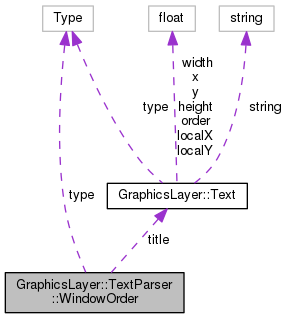 Type
float
string
width
x
y
type
height
string
order
localX
localY
type
GraphicsLayer::Text
title
GraphicsLayer::TextParser
::WindowOrder